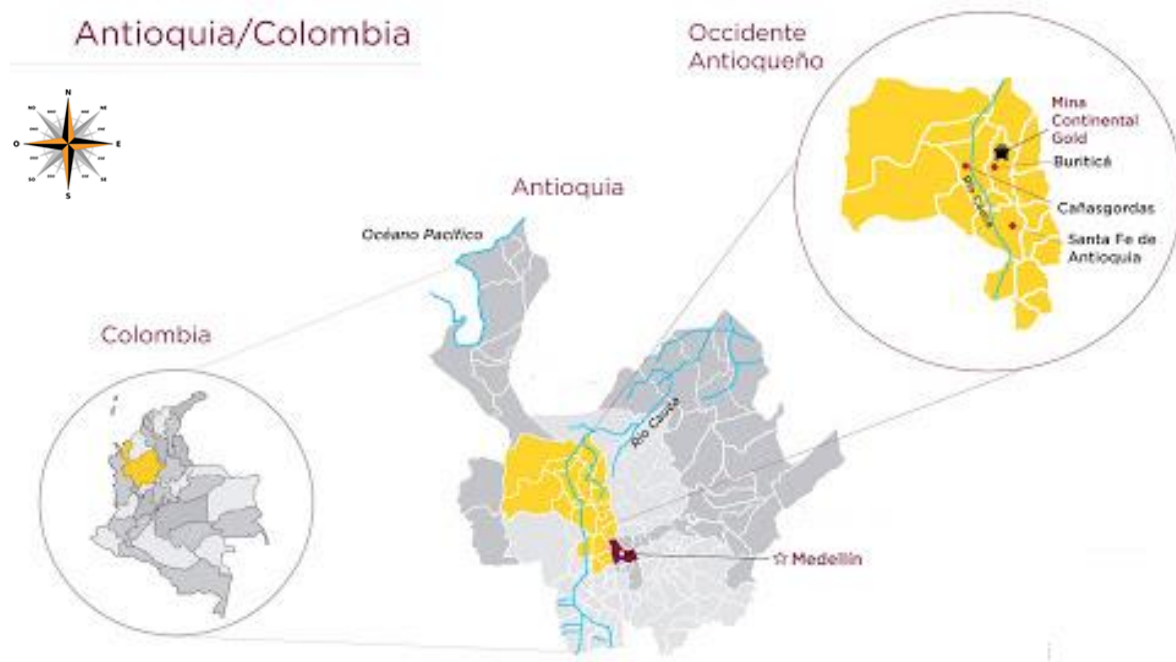 Antioquia/Colombia
N
O
E
S
Occidente
Antioqueño
Mina
Continental
Gold
Buriticá
Cañasgordas
Santa Fe de
Antioquia
Río Cauca
Antioquia
Océano Pacífico
Colombia
Río Cauca
Medellín